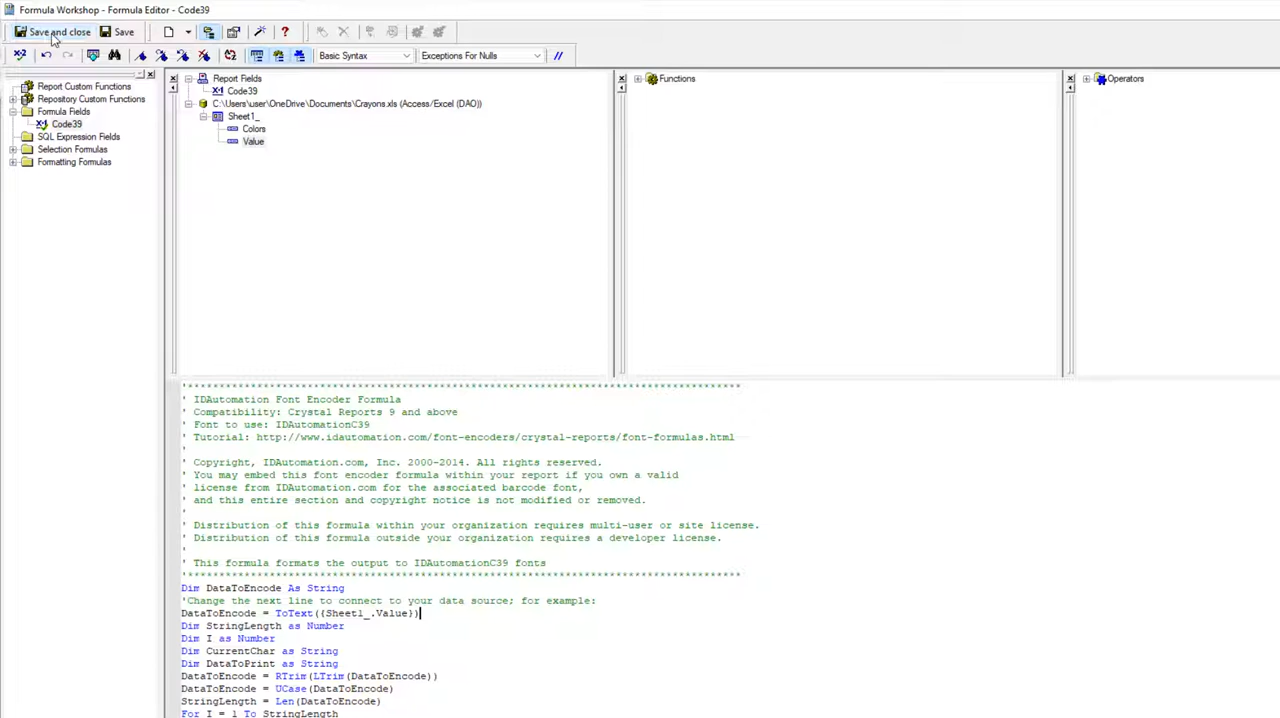 Formula Workshop - Formula Editor - Code39
Save and close Save
Basic Syntax Exceptions For Nulls //
Report Custom Functions
Repository Custom Functions
Formula Fields
Code39
SQL Expression Fields
Selection Formulas
Formatting Formulas
Report Fields
Code39
C:\Users\user\OneDrive\Documents\Crayons.xls (Access/Excel (DAO))
Sheet1_
Colors
Value
Functions
Operators
'*****************************************************************************************
' IDAutomation Font Encoder Formula
' Compatibility: Crystal Reports 9 and above
' Font to use: IDAutomationC39
' Tutorial: http://www.idautomation.com/font-encoders/crystal-reports/font-formulas.html
'
' Copyright, IDAutomation.com, Inc. 2000-2014. All rights reserved.
' You may embed this font encoder formula within your report if you own a valid
' license from IDAutomation.com for the associated barcode font,
' and this entire section and copyright notice is not modified or removed.
'
' Distribution of this formula within your organization requires multi-user or site license.
' Distribution of this formula outside your organization requires a developer license.
'
' This formula formats the output to IDAutomationC39 fonts
'*****************************************************************************************
Dim DataToEncode As String
'Change the next line to connect to your data source; for example:
DataToEncode = ToText({Sheet1_.Value})
Dim StringLength as Number
Dim I as Number
Dim CurrentChar as String
Dim DataToPrint as String
DataToEncode = RTrim(LTrim(DataToEncode))
DataToEncode = UCase(DataToEncode)
StringLength = Len(DataToEncode)
For I = 1 To StringLength